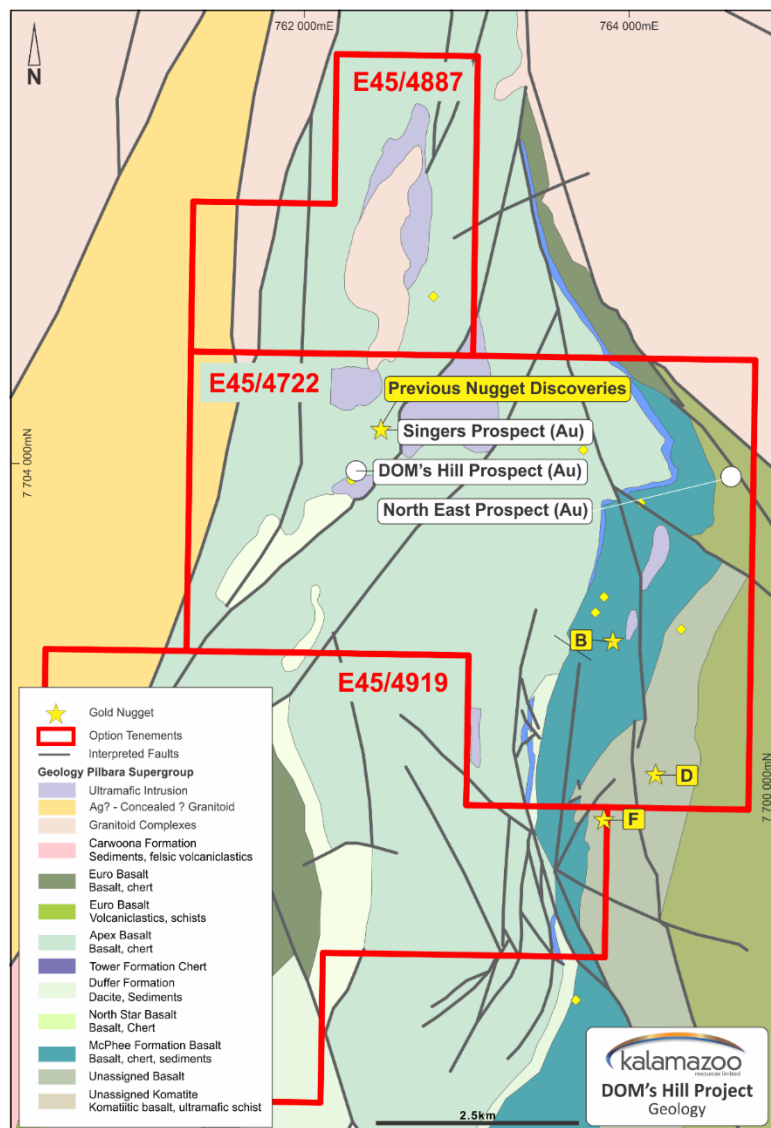 762 000mE
764 000mE
N
E45/4887
E45/4722
Previous Nugget Discoveries
Singers Prospect (Au)
7 704 000mN
DOM's Hill Prospect (Au)
North East Prospect (Au)
B
E45/4919
D
7 700 000mN
F
Gold Nugget
Option Tenements
Interpreted Faults
Geology Pilbara Supergroup
Ultramafic Intrusion
Ag? - Concealed ? Granitoid
Granitoid Complexes
Carwoona Formation
Sediments, felsic volcaniclastics
Euro Basalt
Basalt, chert
Euro Basalt
Volcaniclastics, schists
Apex Basalt
Basalt, chert
Tower Formation Chert
Duffer Formation
Dacite, Sediments
North Star Basalt
Basalt, Chert
McPhee Formation Basalt
Basalt, chert, sediments
Unassigned Basalt
Unassigned Komatite
Komatiitic basalt, ultramafic schist
2.5km
kalamazoo
resources limited
DOM's Hill Project
Geology